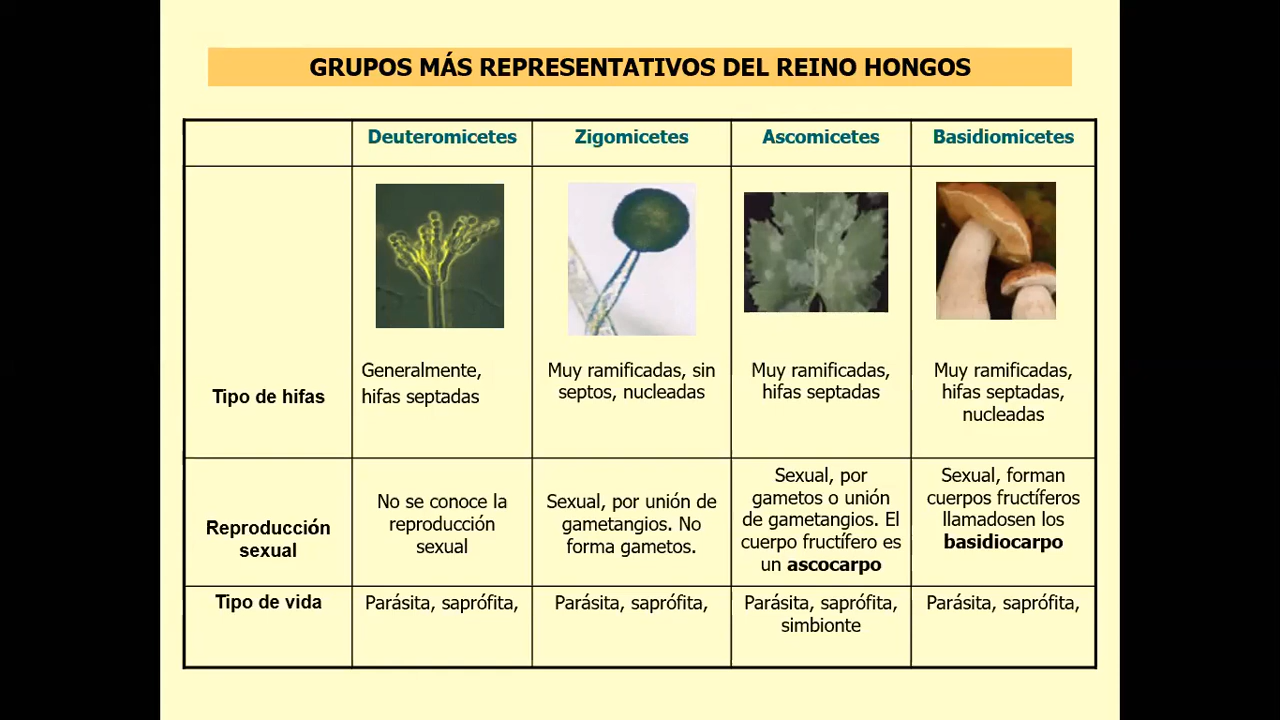 GRUPOS MÁS REPRESENTATIVOS DEL REINO HONGOS
Deuteromicetes
Zigomicetes
Ascomicetes
Basidiomicetes
Tipo de hifas
Generalmente,
hifas septadas
Muy ramificadas, sin
septos, nucleadas
Muy ramificadas,
hifas septadas
Muy ramificadas,
hifas septadas,
nucleadas
Reproducción
sexual
No se conoce la
reproducción
sexual
Sexual, por unión de
gametangios. No
forma gametos.
Sexual, por
gametos o unión
de gametangios. El
cuerpo fructífero es
un ascocarpo
Sexual, forman
cuerpos fructíferos
llamadosen los
basidiocarpo
Tipo de vida
Parásita, saprófita,
Parásita, saprófita,
Parásita, saprófita,
simbionte
Parásita, saprófita,